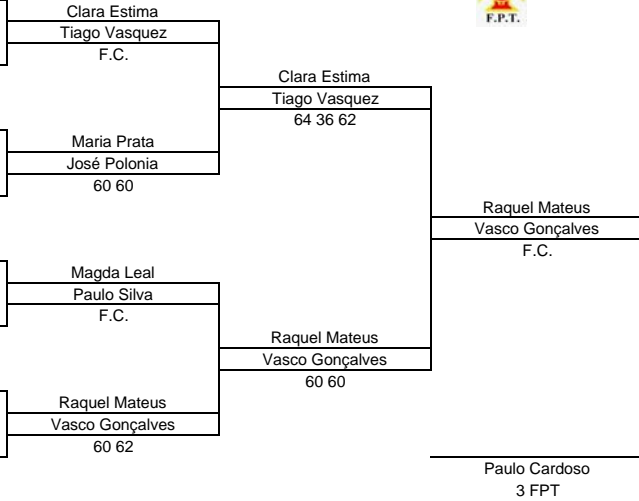 F.P.T.
Clara Estima
Tiago Vasquez
F.C.
Clara Estima
Tiago Vasquez
64 36 62
Maria Prata
José Polonia
60 60
Raquel Mateus
Vasco Gonçalves
F.C.
Magda Leal
Paulo Silva
F.C.
Raquel Mateus
Vasco Gonçalves
60 60
Raquel Mateus
Vasco Gonçalves
60 62
Paulo Cardoso
3 FPT